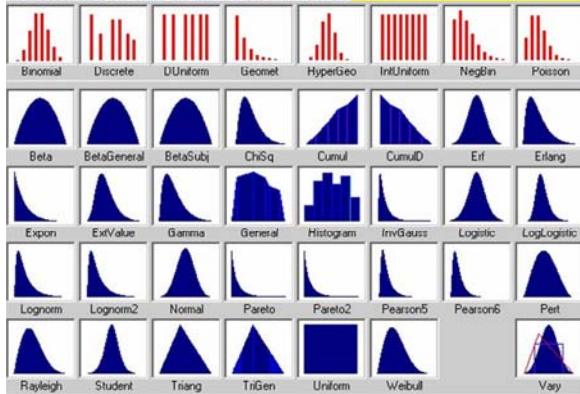 Binomial Discrete DUniform Geomet HyperGeo IntUniform NegBin Poisson
Beta BetaGeneral BetaSubj ChiSq Cumul CumulD Erf Erlang
Expon ExtValue Gamma General Histogram InvGauss Logistic LogLogistic
Lognorm Lognorm2 Normal Pareto Pareto2 Pearson5 Pearson6 Pert
Rayleigh Student Triang TriGen Uniform Weibull Vary